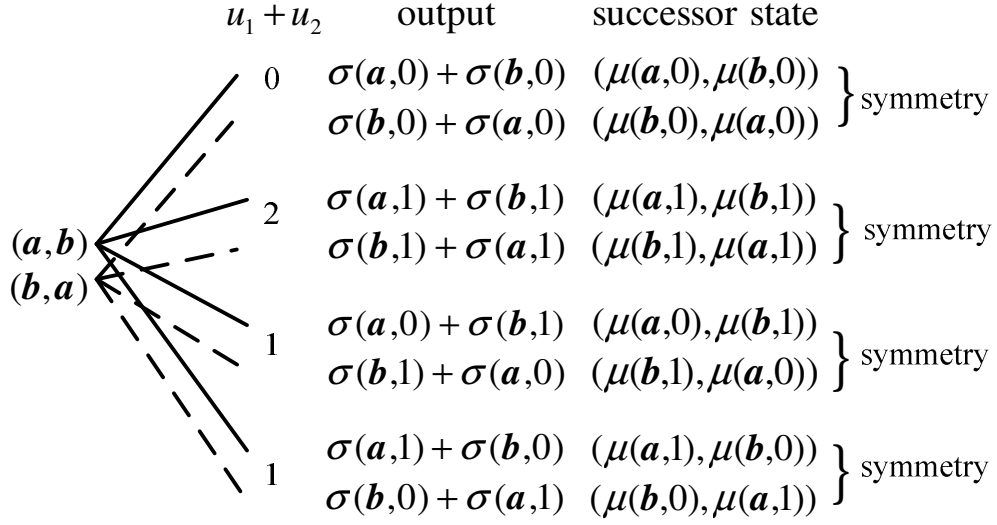 u₁ + u₂ output successor state
0 σ(a,0) + σ(b,0) (μ(a,0), μ(b,0))
} symmetry
σ(b,0) + σ(a,0) (μ(b,0), μ(a,0))
2 σ(a,1) + σ(b,1) (μ(a,1), μ(b,1))
} symmetry
(a,b) σ(b,1) + σ(a,1) (μ(b,1), μ(a,1))
(b,a)
σ(a,0) + σ(b,1) (μ(a,0), μ(b,1))
1 } symmetry
σ(b,1) + σ(a,0) (μ(b,1), μ(a,0))
σ(a,1) + σ(b,0) (μ(a,1), μ(b,0))
1 } symmetry
σ(b,0) + σ(a,1) (μ(b,0), μ(a,1))